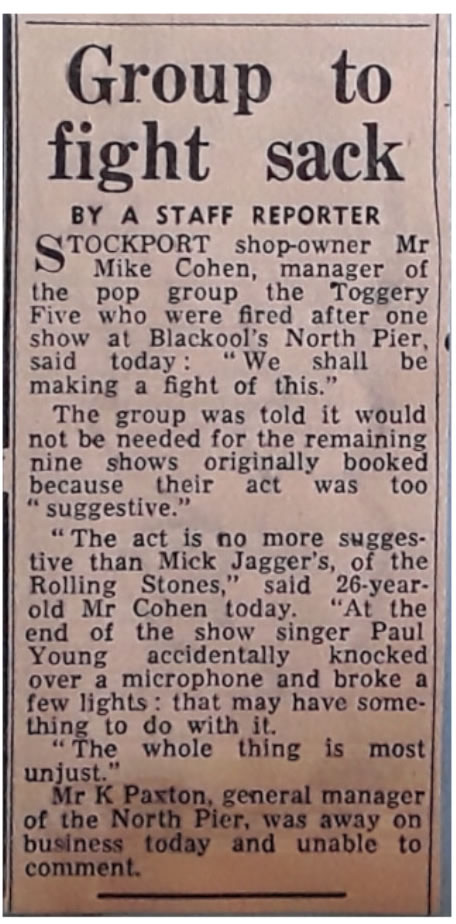 Group to
fight sack
BY A STAFF REPORTER
STOCKPORT shop-owner Mr
Mike Cohen, manager of
the pop group the Toggery
Five who were fired after one
show at Blackool's North Pier,
said today: "We shall be
making a fight of this."
The group was told it would
not be needed for the remaining
nine shows originally booked
because their act was too
"suggestive."
"The act is no more sugges-
tive than Mick Jagger's, of the
Rolling Stones," said 26-year-
old Mr Cohen today. "At the
end of the show singer Paul
Young accidentally knocked
over a microphone and broke a
few lights: that may have some-
thing to do with it.
"The whole thing is most
unjust."
Mr K Paxton, general manager
of the North Pier, was away on
business today and unable to
comment.